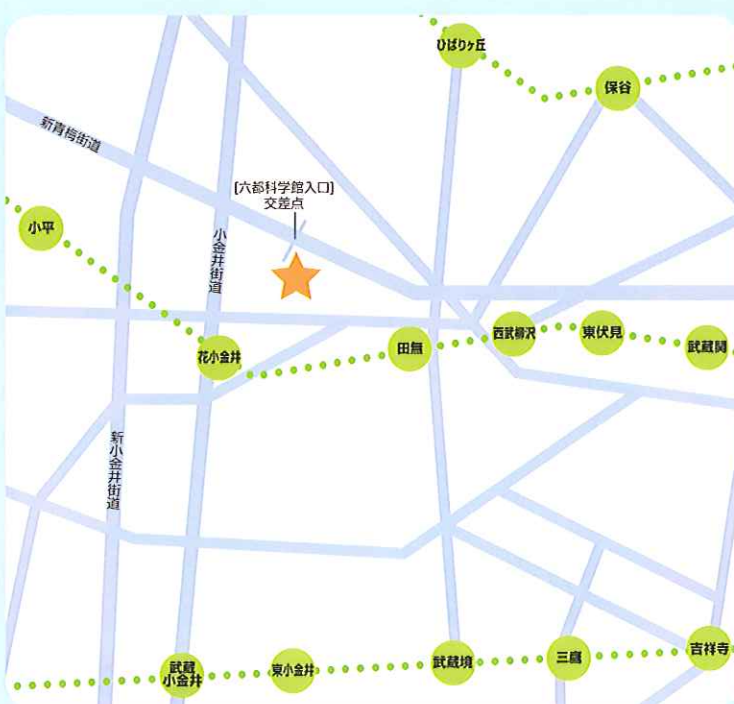 ひばりヶ丘
保谷
新青梅街道
[六都科学館入口]
交差点
小平
小金井街道
花小金井
田無
西武柳沢
東伏見
武蔵関
新小金井街道
武蔵
小金井
東小金井
武蔵境
三鷹
吉祥寺